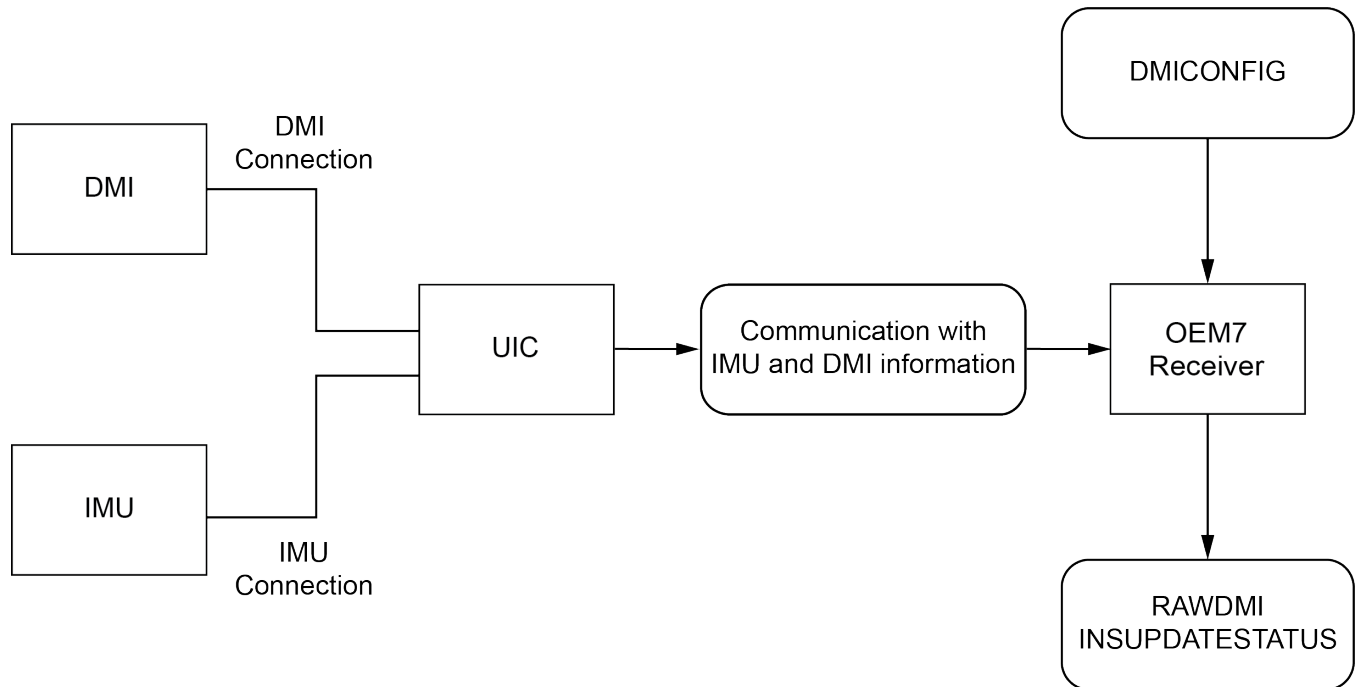 DMICONFIG
DMI
Connection
DMI
UIC
Communication with
IMU and DMI information
OEM7
Receiver
IMU
IMU
Connection
RAWDMI
INSUPDATESTATUS